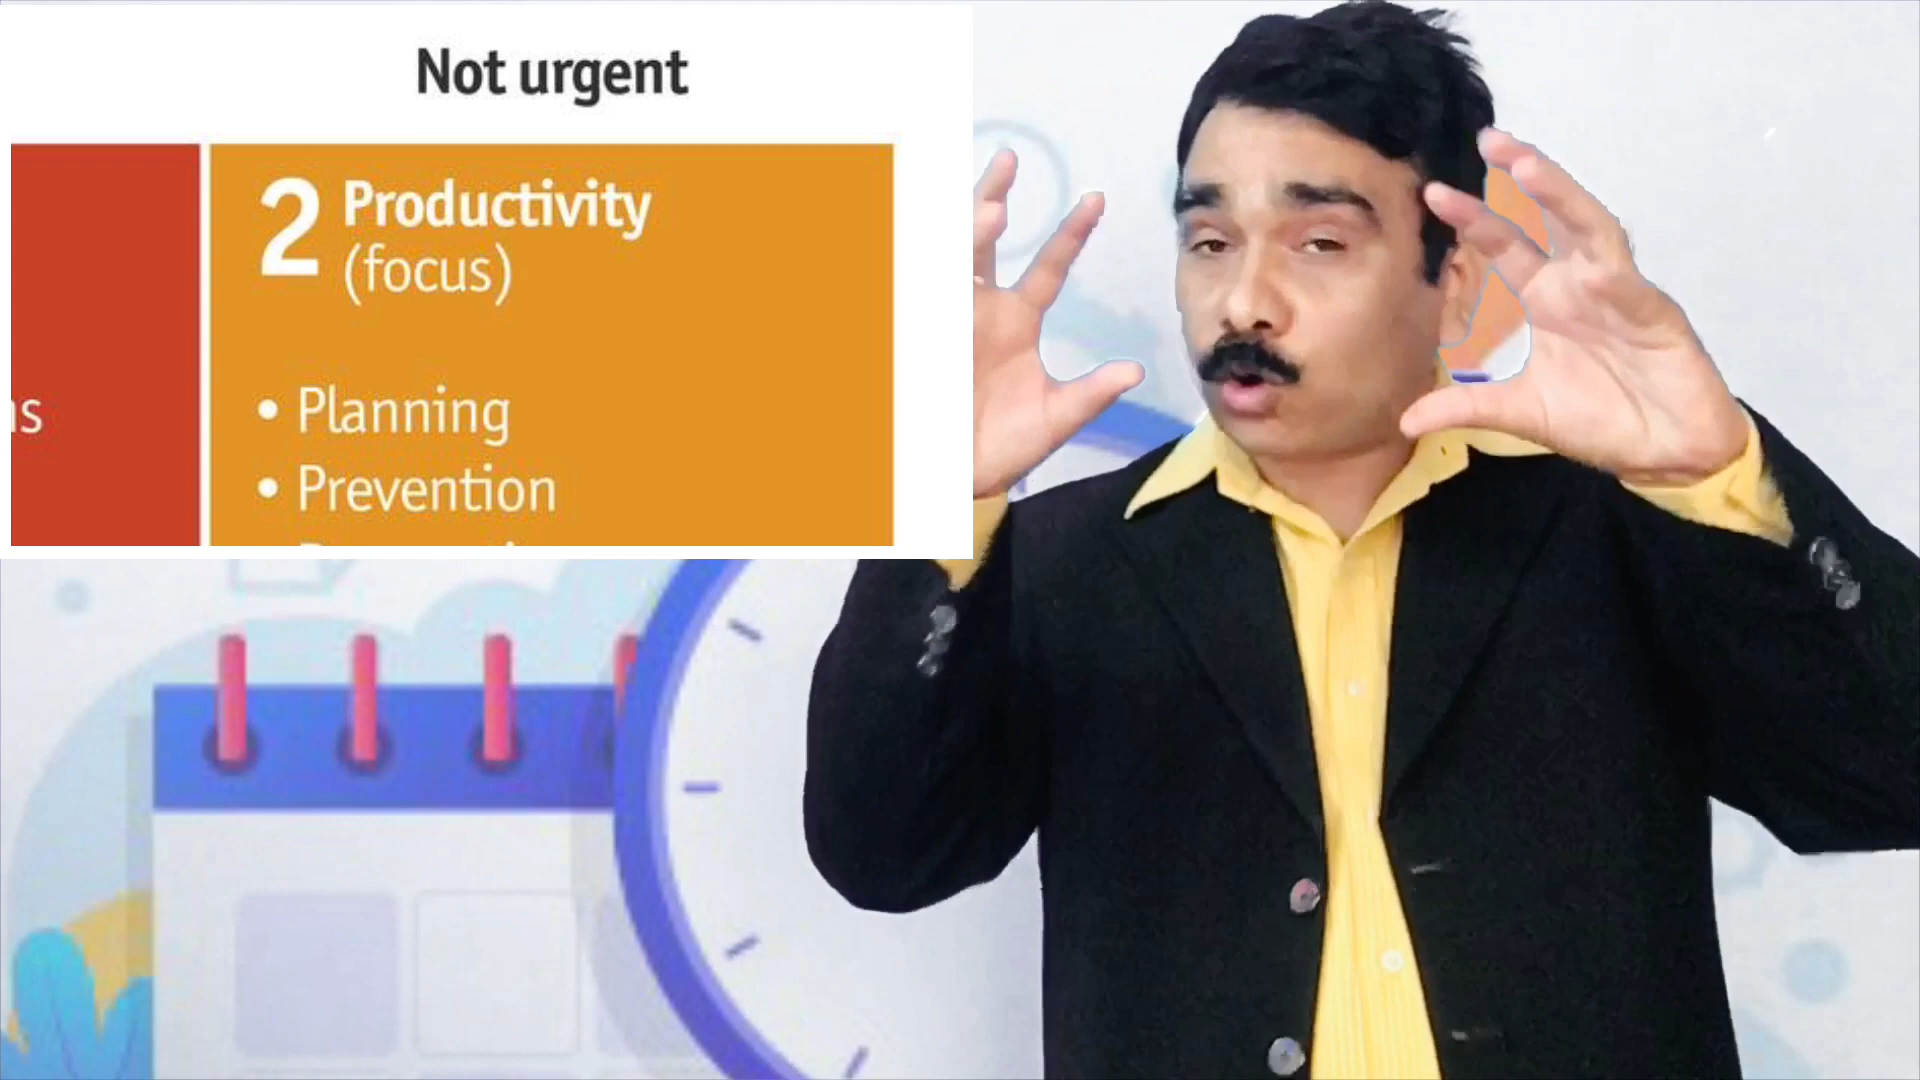 Not urgent
2 Productivity
(focus)
• Planning
• Prevention